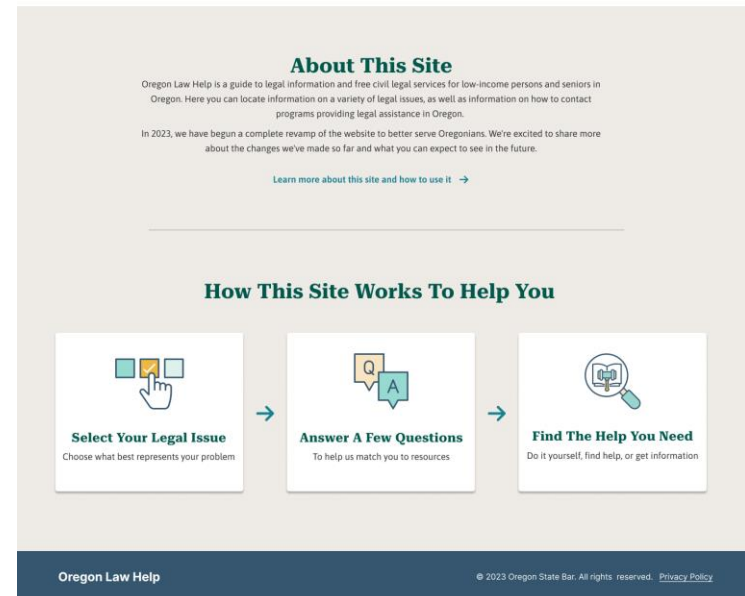 About This Site
Oregon Law Help is a guide to legal information and free civil legal services for low-income persons and seniors in
Oregon. Here you can locate information on a variety of legal issues, as well as information on how to contact
programs providing legal assistance in Oregon.
In 2023, we have begun a complete revamp of the website to better serve Oregonians. We're excited to share more
about the changes we've made so far and what you can expect to see in the future.
Learn more about this site and how to use it →
How This Site Works To Help You
Q
A
Select Your Legal Issue
Choose what best represents your problem
Answer A Few Questions
To help us match you to resources
Find The Help You Need
Do it yourself, find help, or get information
Oregon Law Help
© 2023 Oregon State Bar. All rights reserved. Privacy Policy